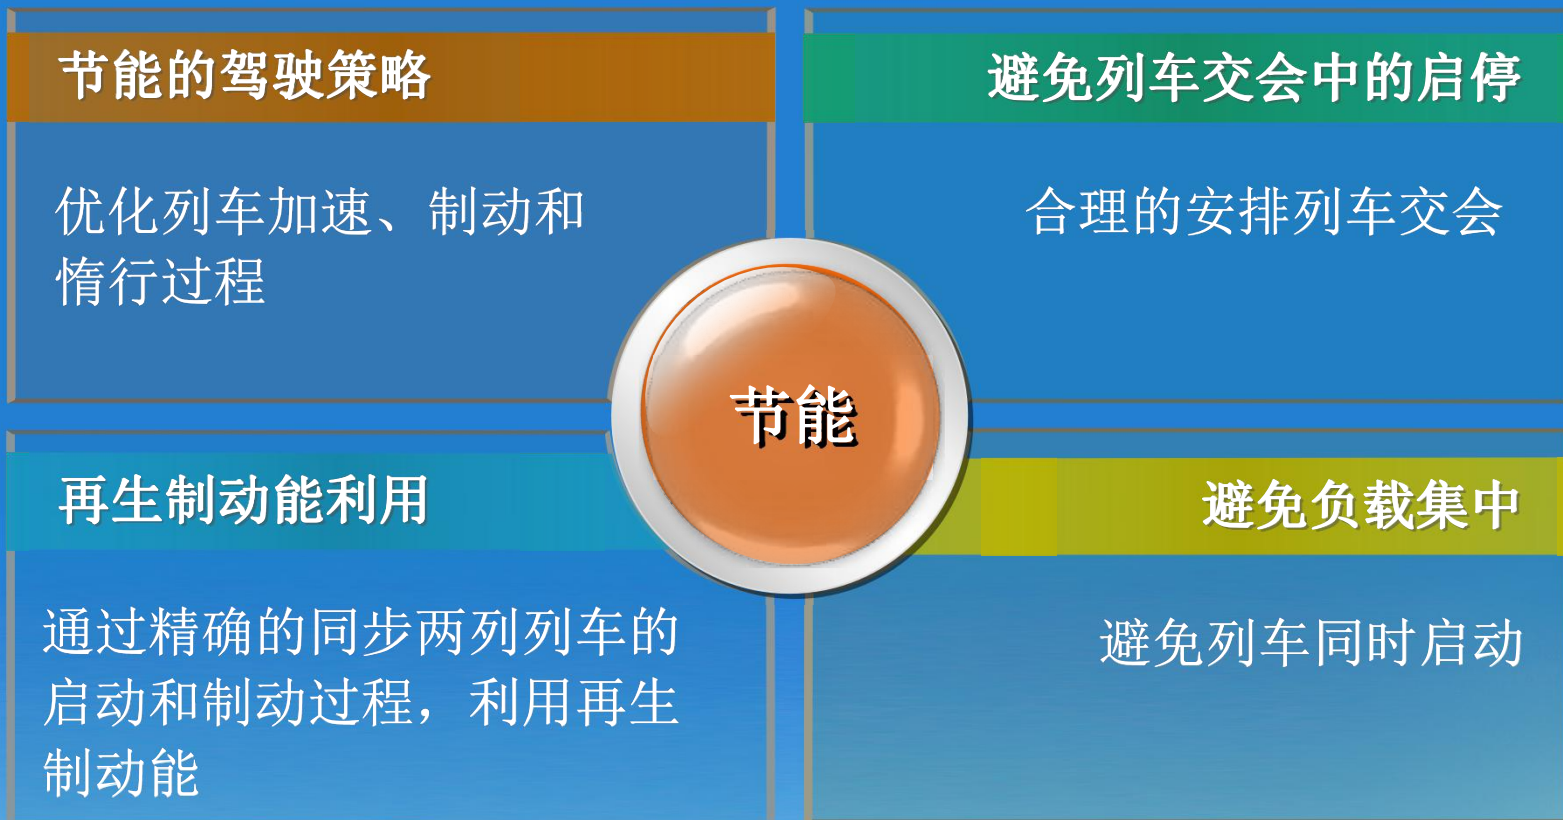 节能的驾驶策略
优化列车加速、制动和
惰行过程
避免列车交会中的启停
合理的安排列车交会
节能
再生制动能利用
通过精确的同步两列列车的
启动和制动过程，利用再生
制动能
避免负载集中
避免列车同时启动